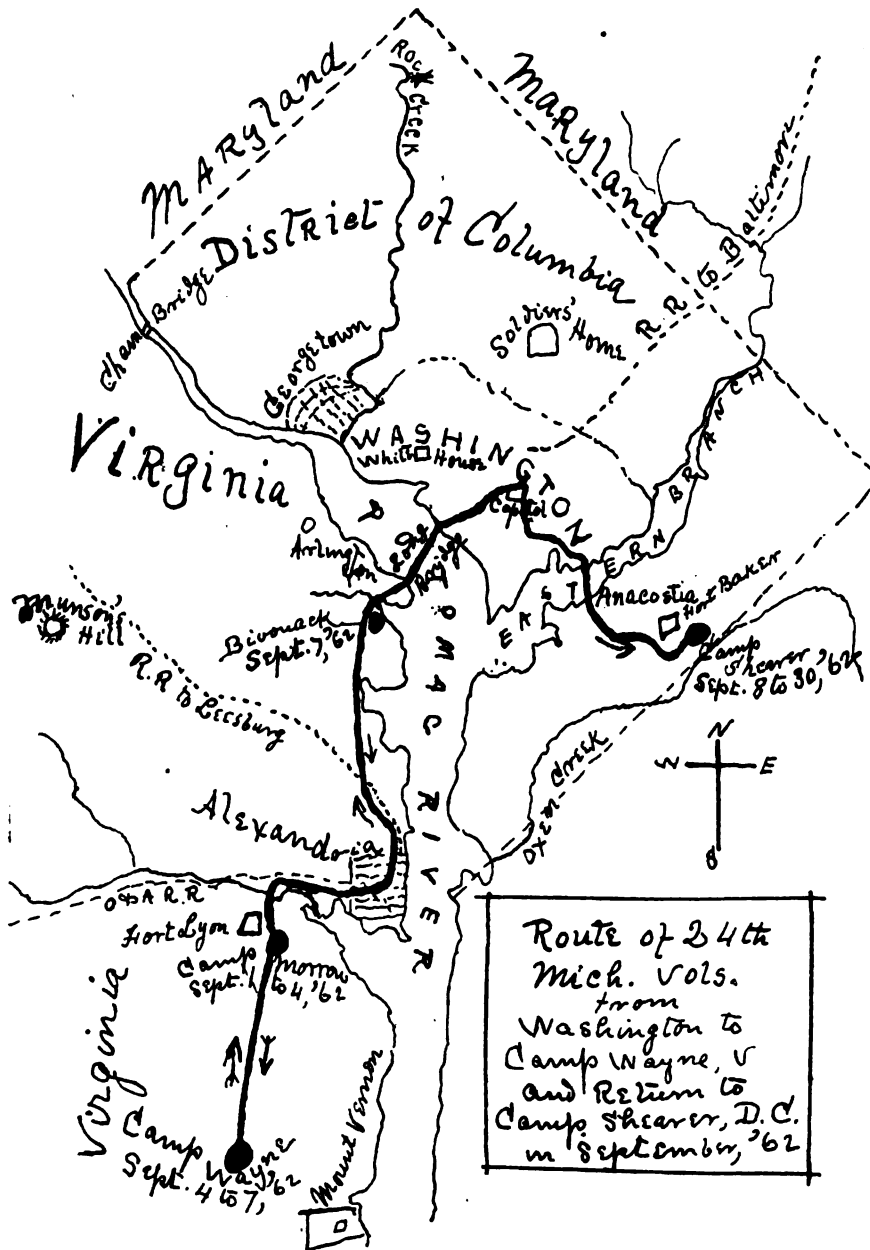 Maryland
Maryland
Rock
Creek
District of Columbia
Chain Bridge
Georgetown
Soldiers'
Home
R.R. to Baltimore
Virginia
WASHINGTON
White House
Capitol
EASTERN BRANCH
Arling
ton
Long
Bridge
POTOMAC RIVER
Anacostia
Fort Baker
Munson's
Hill
Bivouack
Sept. 7, '62
Camp
Shearer
Sept. 8 to 30, '62
R.R to Leesburg
N
W
E
S
Oxen Creek
Alexandria
O & A R.R
Fort Lyon
Camp Morrow
Sept. 1 to 4, '62
Virginia
Camp Wayne
Sept. 4 to 7, '62
Mount Vernon
Route of 24th
Mich. Vols.
from
Washington to
Camp Wayne, V
and Return to
Camp Shearer, D.C.
in September, '62